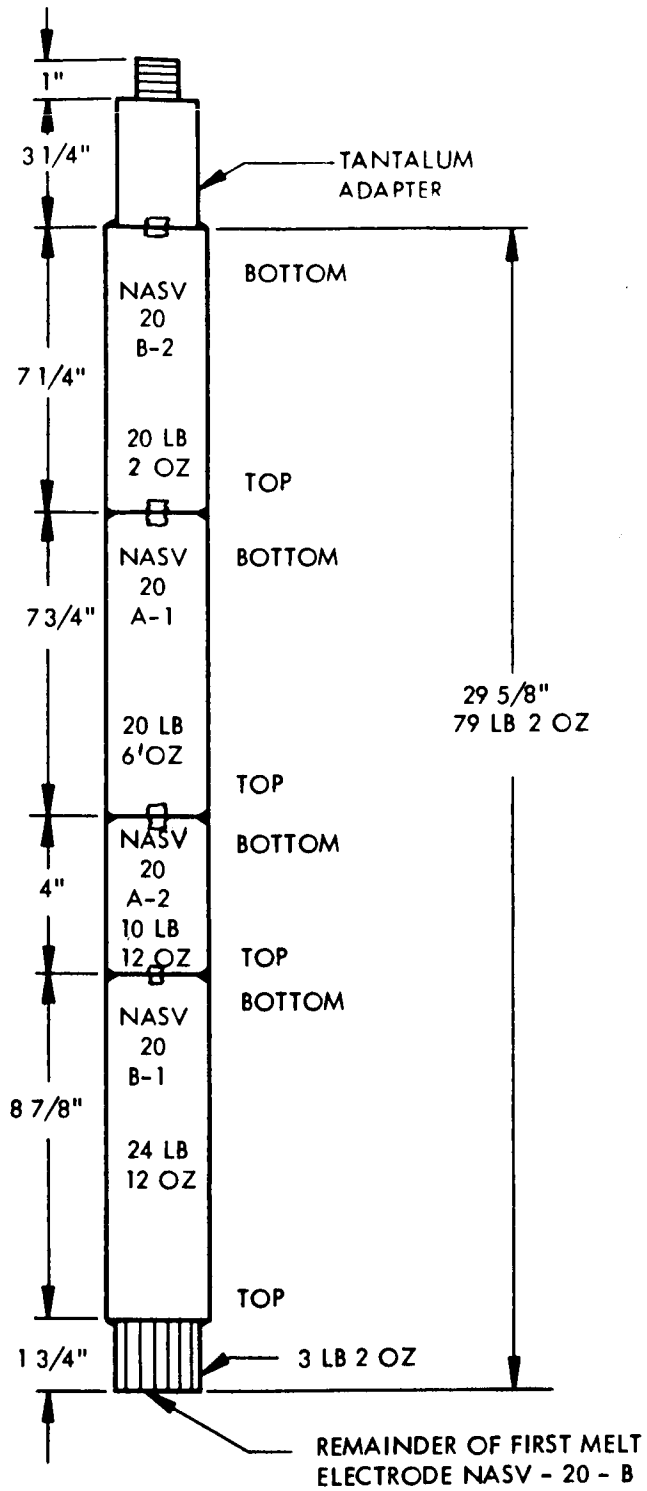 1"
3 1/4"
TANTALUM
ADAPTER
BOTTOM
NASV
20
B-2
7 1/4"
20 LB
2 OZ
TOP
NASV
20
A-1
BOTTOM
7 3/4"
20 LB
6'OZ
TOP
29 5/8"
79 LB 2 OZ
NASV
20
A-2
10 LB
12 OZ
BOTTOM
4"
TOP
BOTTOM
NASV
20
B-1
8 7/8"
24 LB
12 OZ
TOP
1 3/4"
3 LB 2 OZ
REMAINDER OF FIRST MELT
ELECTRODE NASV - 20 - B